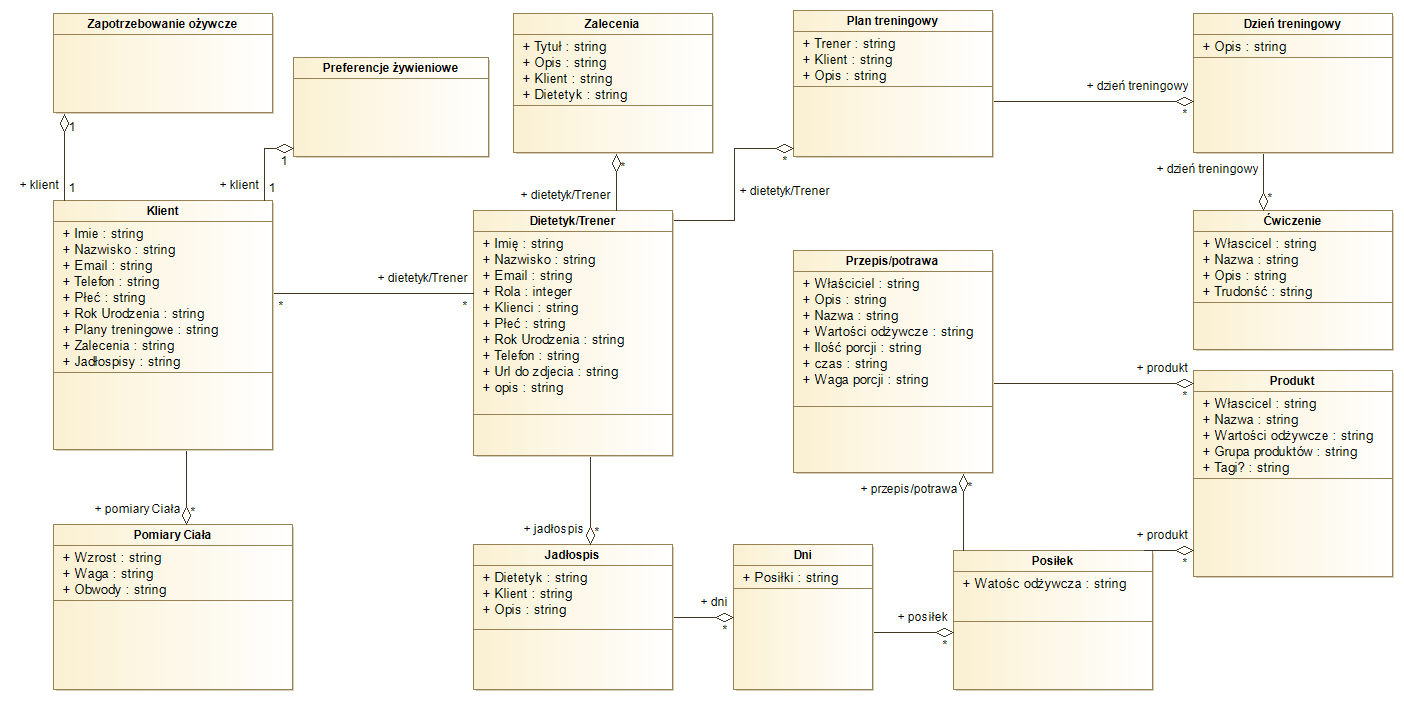 Zapotrzebowanie ożywcze
1
+ klient
1
Preferencje żywieniowe
1
+ klient
1
Zalecenia
+ Tytuł : string
+ Opis : string
+ Klient : string
+ Dietetyk : string
*
+ dietetyk/Trener
Plan treningowy
+ Trener : string
+ Klient : string
+ Opis : string
*
+ dietetyk/Trener
+ dzień treningowy
*
Dzień treningowy
+ Opis : string
+ dzień treningowy
*
Klient
+ Imie : string
+ Nazwisko : string
+ Email : string
+ Telefon : string
+ Płeć : string
+ Rok Urodzenia : string
+ Plany treningowe : string
+ Zalecenia : string
+ Jadłospisy : string
+ dietetyk/Trener
*
*
Dietetyk/Trener
+ Imię : string
+ Nazwisko : string
+ Email : string
+ Rola : integer
+ Klienci : string
+ Płeć : string
+ Rok Urodzenia : string
+ Telefon : string
+ Url do zdjecia : string
+ opis : string
Przepis/potrawa
+ Właściciel : string
+ Opis : string
+ Nazwa : string
+ Wartości odżywcze : string
+ Ilość porcji : string
+ czas : string
+ Waga porcji : string
Ćwiczenie
+ Własciciel : string
+ Nazwa : string
+ Opis : string
+ Trudonść : string
+ produkt
*
Produkt
+ Własciciel : string
+ Nazwa : string
+ Wartości odżywcze : string
+ Grupa produktów : string
+ Tagi? : string
+ pomiary Ciała
*
Pomiary Ciała
+ Wzrost : string
+ Waga : string
+ Obwody : string
+ jadłospis
*
Jadłospis
+ Dietetyk : string
+ Klient : string
+ Opis : string
+ dni
*
Dni
+ Posiłki : string
+ posiłek
*
+ przepis/potrawa
*
Posiłek
+ Watośc odżywcza : string
+ produkt
*